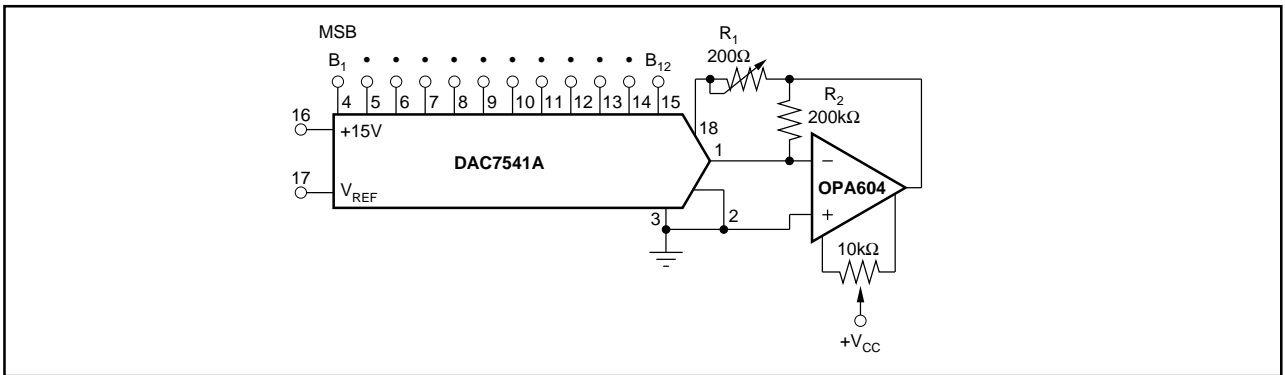 MSB
B1 • • • • • • • • • • B12
R1
200Ω
4 5 6 7 8 9 10 11 12 13 14 15
R2
200kΩ
16
+15V
18
1
DAC7541A
–
OPA604
17
VREF
+
3
2
10kΩ
+VCC